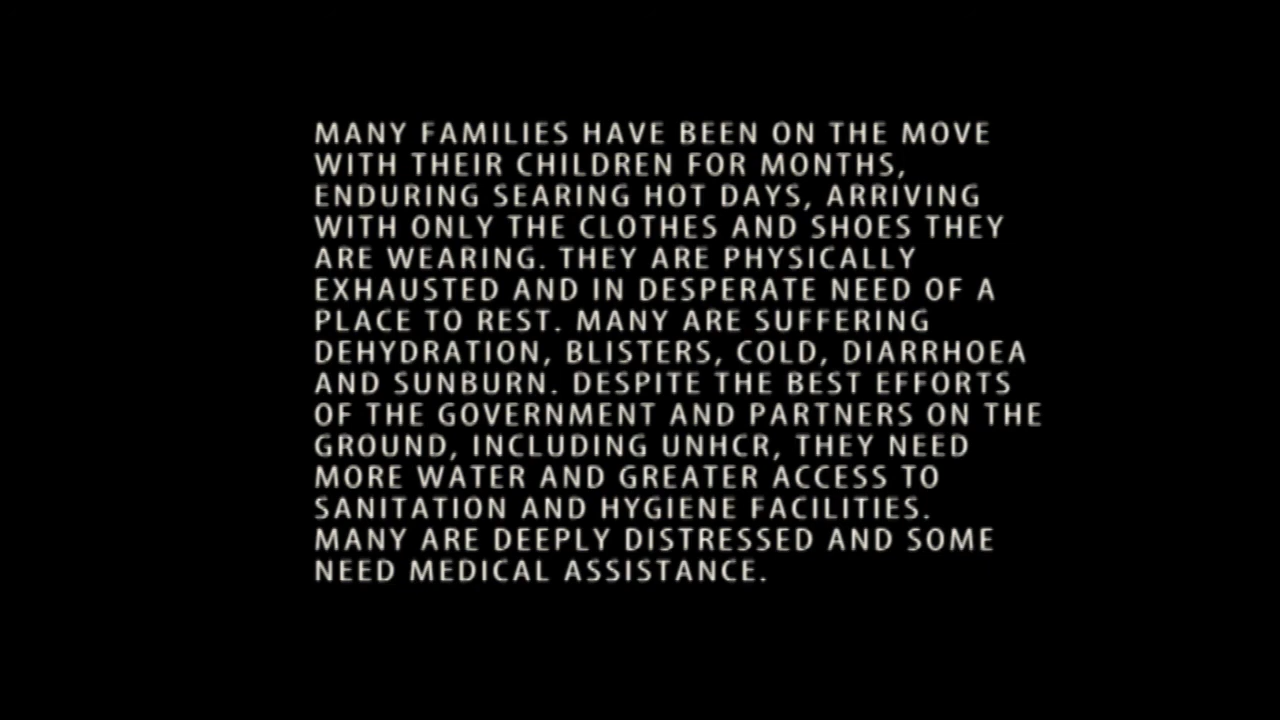 MANY FAMILIES HAVE BEEN ON THE MOVE
WITH THEIR CHILDREN FOR MONTHS,
ENDURING SEARING HOT DAYS, ARRIVING
WITH ONLY THE CLOTHES AND SHOES THEY
ARE WEARING. THEY ARE PHYSICALLY
EXHAUSTED AND IN DESPERATE NEED OF A
PLACE TO REST. MANY ARE SUFFERING
DEHYDRATION, BLISTERS, COLD, DIARRHOEA
AND SUNBURN. DESPITE THE BEST EFFORTS
OF THE GOVERNMENT AND PARTNERS ON THE
GROUND, INCLUDING UNHCR, THEY NEED
MORE WATER AND GREATER ACCESS TO
SANITATION AND HYGIENE FACILITIES.
MANY ARE DEEPLY DISTRESSED AND SOME
NEED MEDICAL ASSISTANCE.